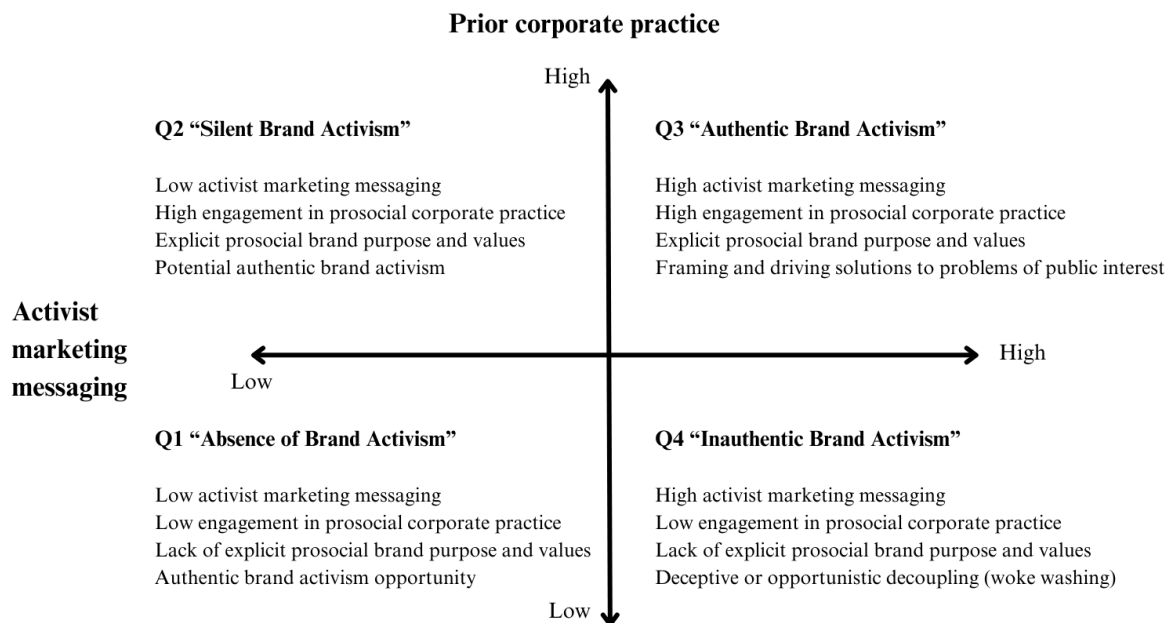 Prior corporate practice
High
Q2 “Silent Brand Activism”
Low activist marketing messaging
High engagement in prosocial corporate practice
Explicit prosocial brand purpose and values
Potential authentic brand activism
Q3 “Authentic Brand Activism”
High activist marketing messaging
High engagement in prosocial corporate practice
Explicit prosocial brand purpose and values
Framing and driving solutions to problems of public interest
Activist
marketing
messaging
Low
High
Q1 “Absence of Brand Activism”
Low activist marketing messaging
Low engagement in prosocial corporate practice
Lack of explicit prosocial brand purpose and values
Authentic brand activism opportunity
Q4 “Inauthentic Brand Activism”
High activist marketing messaging
Low engagement in prosocial corporate practice
Lack of explicit prosocial brand purpose and values
Deceptive or opportunistic decoupling (woke washing)
Low